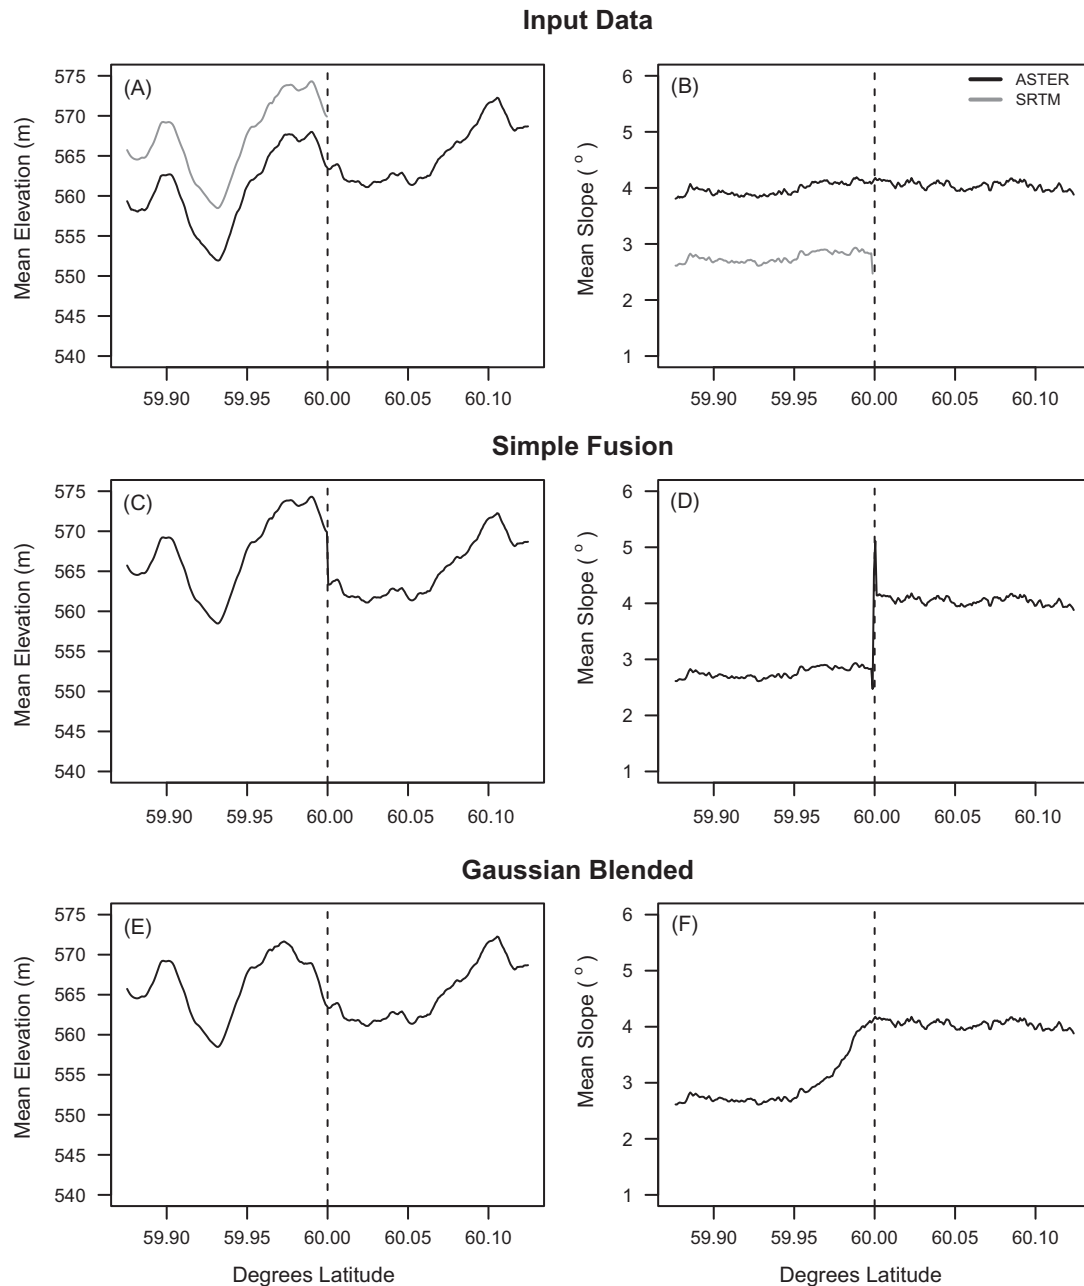 Input Data
(A)
Mean Elevation (m)
575
570
565
560
555
550
545
540
59.90 59.95 60.00 60.05 60.10
(B)
ASTER
SRTM
Mean Slope ( o )
6
5
4
3
2
1
59.90 59.95 60.00 60.05 60.10
Simple Fusion
(C)
Mean Elevation (m)
575
570
565
560
555
550
545
540
59.90 59.95 60.00 60.05 60.10
(D)
Mean Slope ( o )
6
5
4
3
2
1
59.90 59.95 60.00 60.05 60.10
Gaussian Blended
(E)
Mean Elevation (m)
575
570
565
560
555
550
545
540
59.90 59.95 60.00 60.05 60.10
Degrees Latitude
(F)
Mean Slope ( o )
6
5
4
3
2
1
59.90 59.95 60.00 60.05 60.10
Degrees Latitude